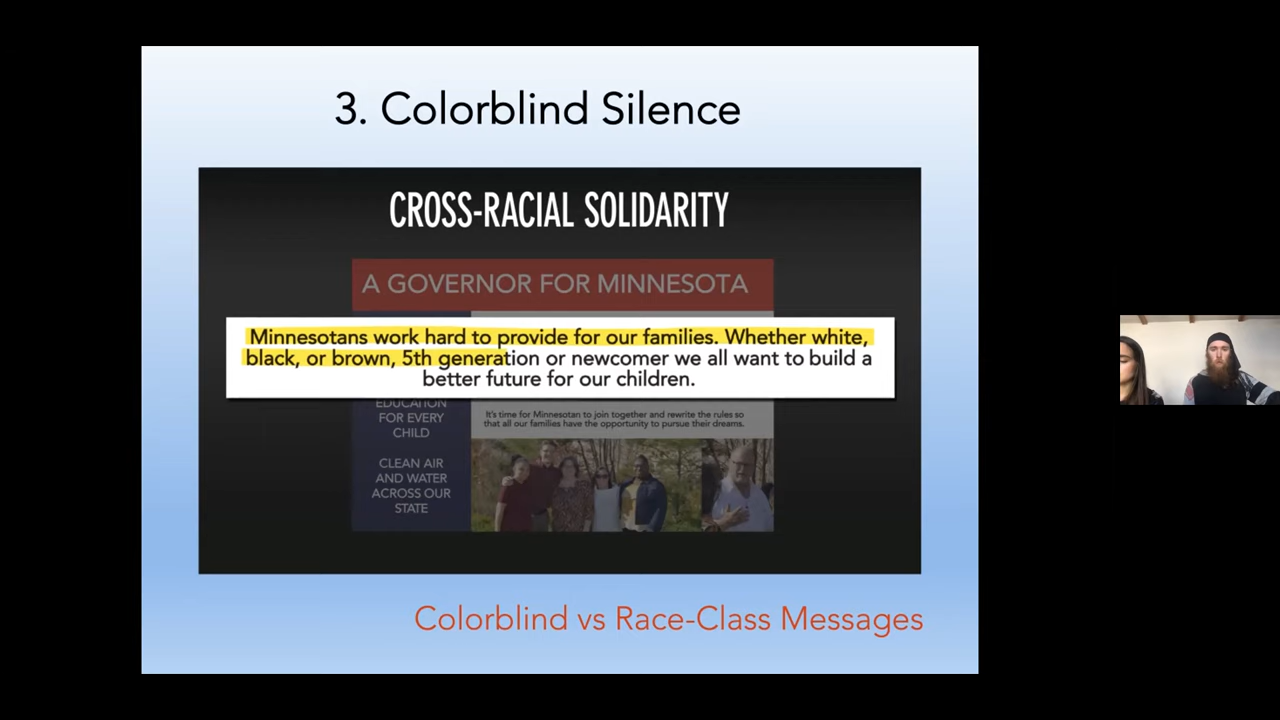 3. Colorblind Silence
CROSS-RACIAL SOLIDARITY
A GOVERNOR FOR MINNESOTA
Minnesotans work hard to provide for our families. Whether white,
black, or brown, 5th generation or newcomer we all want to build a
better future for our children.
EDUCATION
FOR EVERY
CHILD
CLEAN AIR
AND WATER
ACROSS OUR
STATE
It's time for Minnesotan to join together and rewrite the rules so
that all our families have the opportunity to pursue their dreams.
Colorblind vs Race-Class Messages